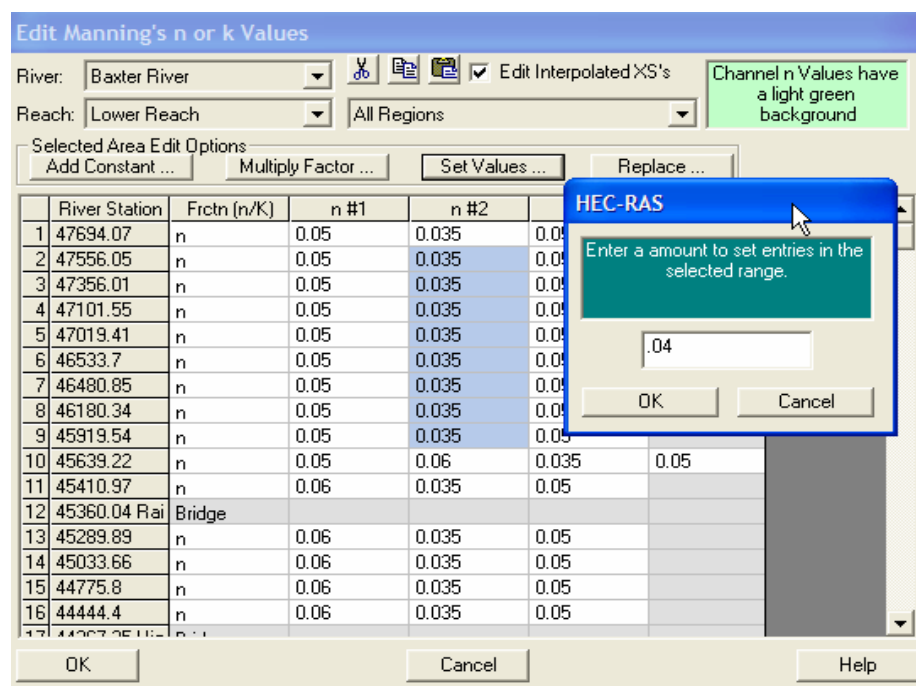 Edit Manning's n or k Values
River: Baxter River Edit Interpolated XS's Channel n Values have
a light green
background
Reach: Lower Reach All Regions
Selected Area Edit Options
Add Constant ... Multiply Factor ... Set Values ... Replace ...
River Station Frctn (n/K) n #1 n #2
HEC-RAS
Enter a amount to set entries in the
selected range.
.04
OK Cancel
1 47694.07 n 0.05 0.035
2 47556.05 n 0.05 0.035
3 47356.01 n 0.05 0.035
4 47101.55 n 0.05 0.035
5 47019.41 n 0.05 0.035
6 46533.7 n 0.05 0.035
7 46480.85 n 0.05 0.035
8 46180.34 n 0.05 0.035
9 45919.54 n 0.05 0.035 0.05
10 45639.22 n 0.05 0.06 0.035 0.05
11 45410.97 n 0.06 0.035 0.05
12 45360.04 Rai Bridge
13 45289.89 n 0.06 0.035 0.05
14 45033.66 n 0.06 0.035 0.05
15 44775.8 n 0.06 0.035 0.05
16 44444.4 n 0.06 0.035 0.05
OK Cancel Help